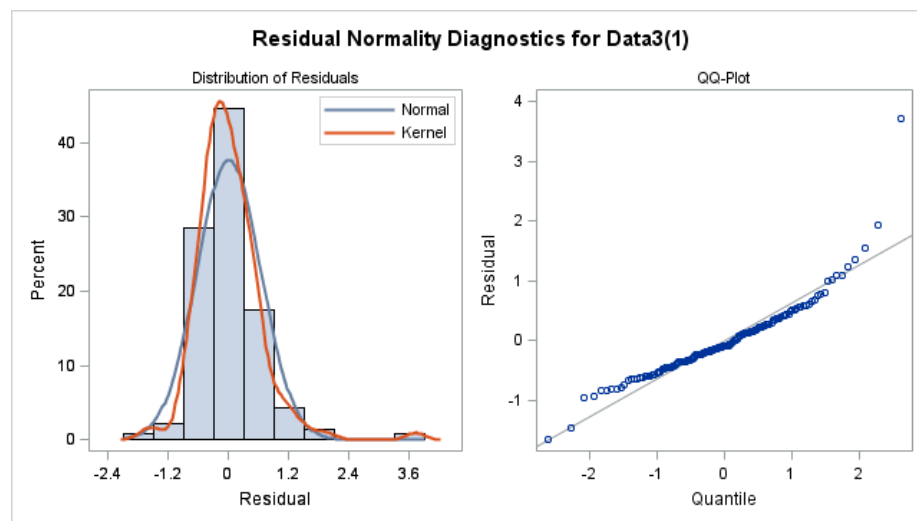 Residual Normality Diagnostics for Data3(1)
Distribution of Residuals
Normal
Kernel
40
30
20
10
0
Percent
-2.4 -1.2 0 1.2 2.4 3.6
Residual
QQ-Plot
4
3
2
1
0
-1
Residual
-2 -1 0 1 2
Quantile